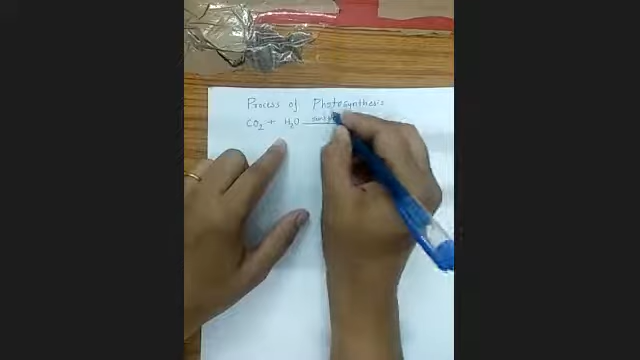 Process of Photosynthesis
CO₂ + H₂O